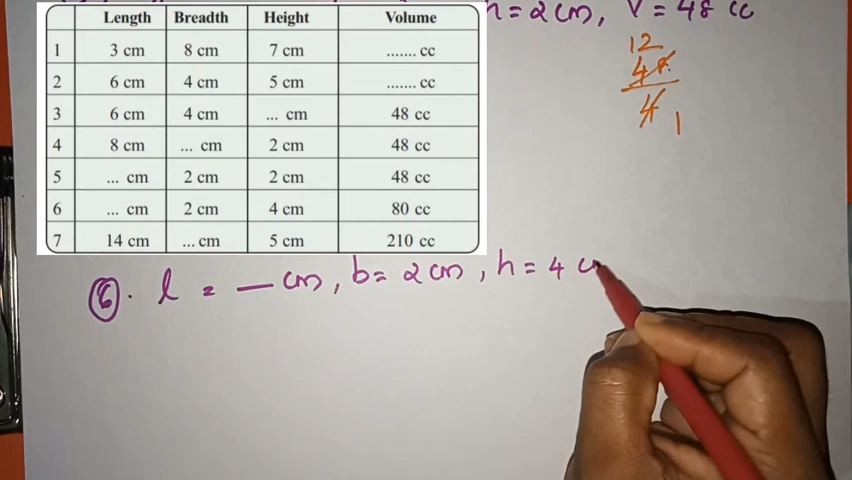 h = 2 cm, V = 48 cc
12
48
4 1
Length Breadth Height Volume
1 3 cm 8 cm 7 cm ....... cc
2 6 cm 4 cm 5 cm ....... cc
3 6 cm 4 cm ... cm 48 cc
4 8 cm ... cm 2 cm 48 cc
5 ... cm 2 cm 2 cm 48 cc
6 ... cm 2 cm 4 cm 80 cc
7 14 cm ... cm 5 cm 210 cc
6. l = — cm, b = 2 cm, h = 4 c